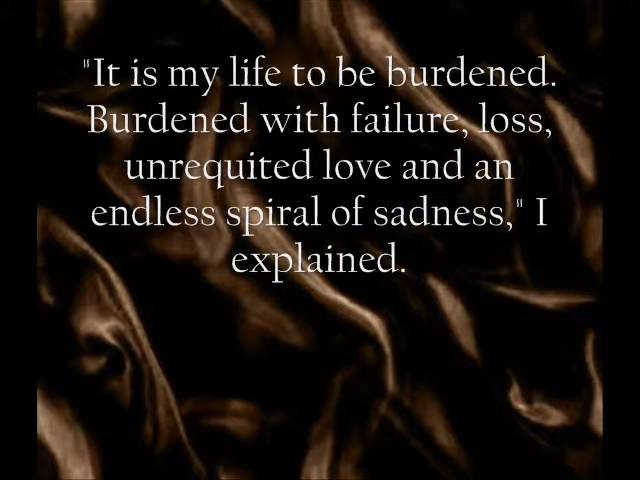 "It is my life to be burdened.
Burdened with failure, loss,
unrequited love and an
endless spiral of sadness," I
explained.